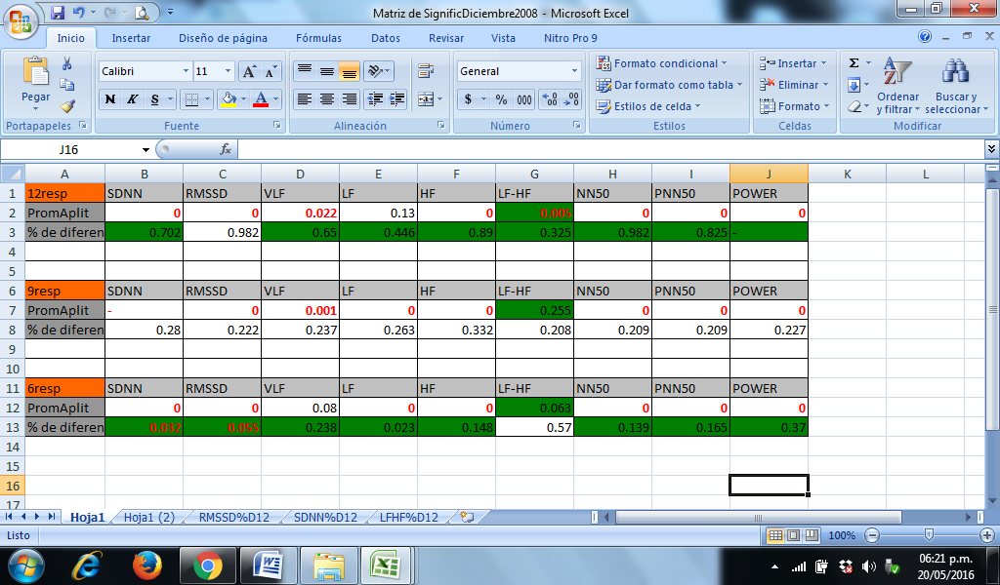 Matriz de SignificDiciembre2008 - Microsoft Excel
Inicio Insertar Diseño de página Fórmulas Datos Revisar Vista Nitro Pro 9
Pegar
Calibri 11
N K S
General
$ % 000
Formato condicional
Dar formato como tabla
Estilos de celda
Insertar
Eliminar
Formato
Σ
Ordenar y filtrar
Buscar y seleccionar
Portapapeles Fuente Alineación Número Estilos Celdas Modificar
J16 fx
A B C D E F G H I J K L
1 12resp SDNN RMSSD VLF LF HF LF-HF NN50 PNN50 POWER
2 PromAplit 0 0 0.022 0.13 0 -0.005 0 0 0
3 % de diferen 0.702 0.982 0.65 0.446 0.89 0.325 0.982 0.825 -
4
5
6 9resp SDNN RMSSD VLF LF HF LF-HF NN50 PNN50 POWER
7 PromAplit - 0 0.001 0 0 0.255 0 0 0
8 % de diferen 0.28 0.222 0.237 0.263 0.332 0.208 0.209 0.209 0.227
9
10
11 6resp SDNN RMSSD VLF LF HF LF-HF NN50 PNN50 POWER
12 PromAplit 0 0 0.08 0 0 0.063 0 0 0
13 % de diferen 0.032 0.055 0.238 0.023 0.148 0.57 0.139 0.165 0.37
14
15
16
17
Hoja1 Hoja1 (2) RMSSD%D12 SDNN%D12 LFHF%D12
Listo 100%
06:21 p.m.
20/05/2016